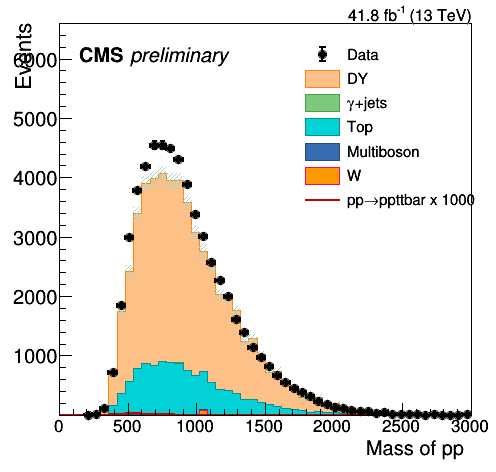 41.8 fb⁻¹ (13 TeV)
Events
CMS preliminary
Data
DY
γ+jets
Top
Multiboson
W
pp→ppttbar x 1000
6000
5000
4000
3000
2000
1000
0 500 1000 1500 2000 2500 3000
Mass of pp